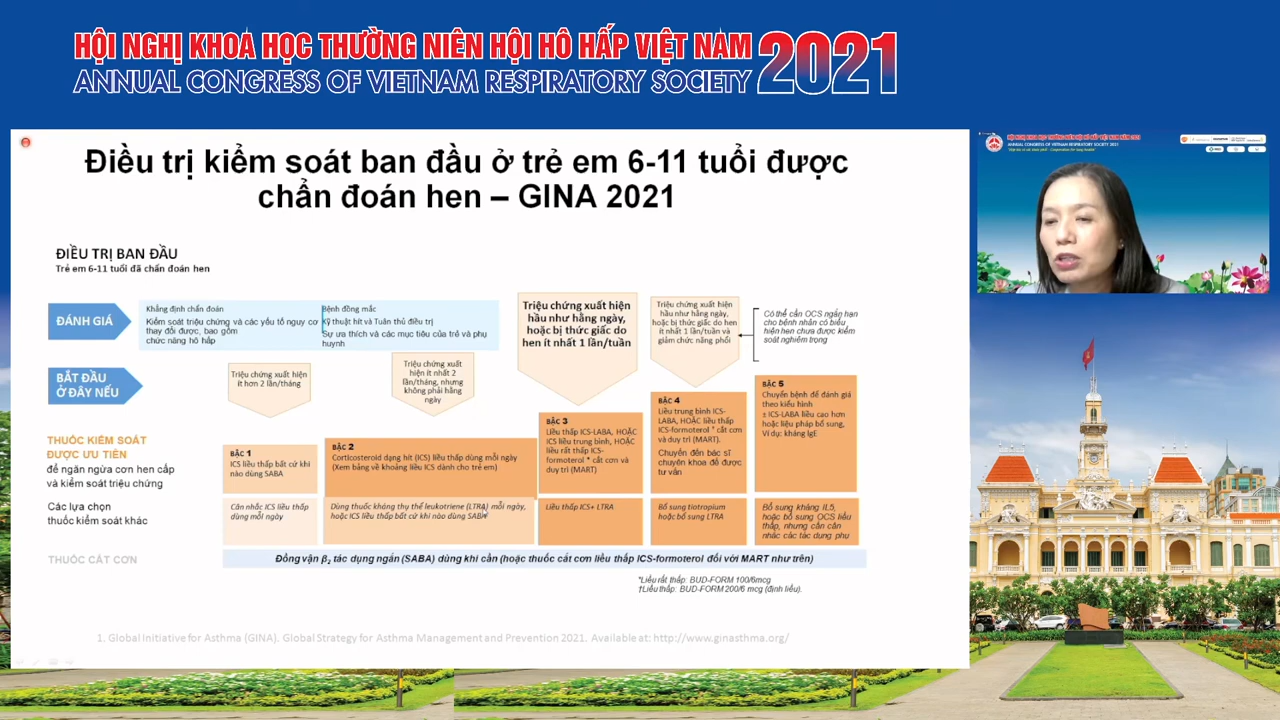 HỘI NGHỊ KHOA HỌC THƯỜNG NIÊN HỘI HÔ HẤP VIỆT NAM 2021
ANNUAL CONGRESS OF VIETNAM RESPIRATORY SOCIETY
Điều trị kiểm soát ban đầu ở trẻ em 6-11 tuổi được
chẩn đoán hen – GINA 2021
ĐIỀU TRỊ BAN ĐẦU
Trẻ em 6-11 tuổi đã chẩn đoán hen
ĐÁNH GIÁ
Khẳng định chẩn đoán
Kiểm soát triệu chứng và các yếu tố nguy cơ
thay đổi được, bao gồm
chức năng hô hấp
Bệnh đồng mắc
Kỹ thuật hít và Tuân thủ điều trị
Sự ưa thích và các mục tiêu của trẻ và phụ
huynh
BẮT ĐẦU
Ở ĐÂY NẾU
Triệu chứng xuất hiện
ít hơn 2 lần/tháng
Triệu chứng xuất
hiện ít nhất 2
lần/tháng, nhưng
không phải hằng
ngày
Triệu chứng xuất hiện
hầu như hằng ngày,
hoặc bị thức giấc do
hen ít nhất 1 lần/tuần
Triệu chứng xuất hiện
hầu như hằng ngày,
hoặc bị thức giấc do hen
ít nhất 1 lần/tuần và
giảm chức năng phổi
Có thể cần OCS ngắn hạn
cho bệnh nhân có biểu
hiện hen chưa được kiểm
soát nghiêm trọng
THUỐC KIỂM SOÁT
ĐƯỢC ƯU TIÊN
để ngăn ngừa cơn hen cấp
và kiểm soát triệu chứng
BẬC 1
ICS liều thấp bất cứ khi
nào dùng SABA
BẬC 2
Corticosteroid dạng hít (ICS) liều thấp dùng mỗi ngày
(Xem bảng về khoảng liều ICS dành cho trẻ em)
BẬC 3
Liều thấp ICS-LABA, HOẶC
ICS liều trung bình, HOẶC
liều rất thấp ICS-
formoterol * cắt cơn và
duy trì (MART)
BẬC 4
Liều trung bình ICS-
LABA, HOẶC liều thấp
ICS-formoterol † cắt cơn
và duy trì (MART).
Chuyển đến bác sĩ
chuyên khoa để được
tư vấn
BẬC 5
Chuyển bệnh để đánh giá
theo kiểu hình
± ICS-LABA liều cao hơn
hoặc liệu pháp bổ sung,
Ví dụ: kháng IgE
Các lựa chọn
thuốc kiểm soát khác
Cân nhắc ICS liều thấp
dùng mỗi ngày
Dùng thuốc kháng thụ thể leukotriene (LTRA) mỗi ngày,
hoặc ICS liều thấp bất cứ khi nào dùng SABA
Liều thấp ICS+ LTRA
Bổ sung tiotropium
hoặc bổ sung LTRA
Bổ sung kháng IL5,
hoặc bổ sung OCS liều
thấp, nhưng cần cân
nhắc các tác dụng phụ
THUỐC CẮT CƠN
Đồng vận β2 tác dụng ngắn (SABA) dùng khi cần (hoặc thuốc cắt cơn liều thấp ICS-formoterol đối với MART như trên)
*Liều rất thấp: BUD-FORM 100/6mcg
†Liều thấp: BUD-FORM 200/6 mcg (định liều).
1. Global Initiative for Asthma (GINA). Global Strategy for Asthma Management and Prevention 2021. Available at: http://www.ginasthma.org/
HỘI NGHỊ KHOA HỌC THƯỜNG NIÊN HỘI HÔ HẤP VIỆT NAM NĂM 2021
ANNUAL CONGRESS OF VIETNAM RESPIRATORY SOCIETY 2021